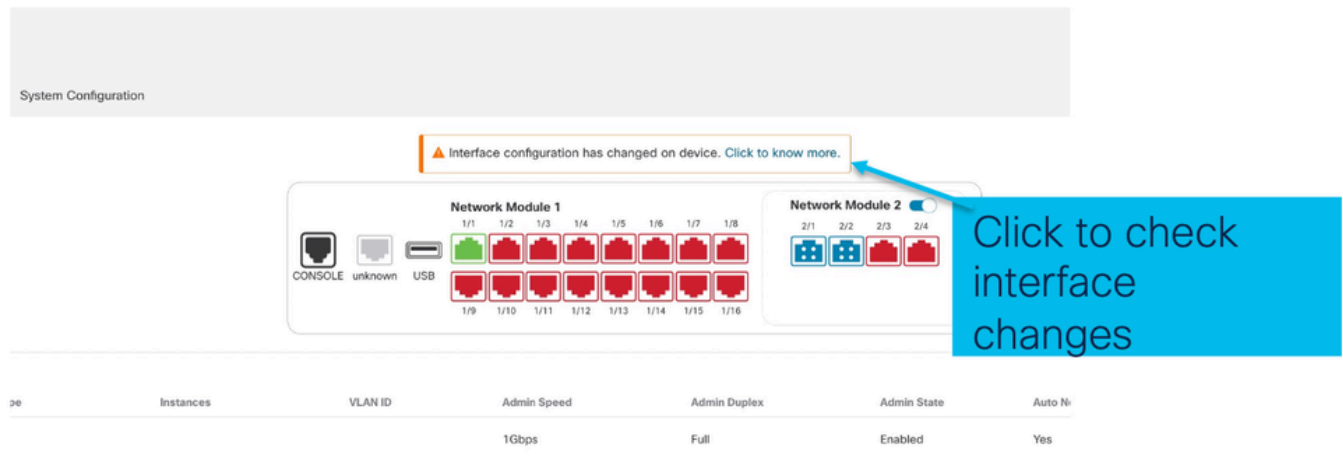 System Configuration
Interface configuration has changed on device. Click to know more.
Network Module 1
1/1 1/2 1/3 1/4 1/5 1/6 1/7 1/8
Network Module 2
2/1 2/2 2/3 2/4
CONSOLE unknown USB
1/9 1/10 1/11 1/12 1/13 1/14 1/15 1/16
Click to check
interface
changes
pe Instances VLAN ID Admin Speed Admin Duplex Admin State Auto N
1Gbps Full Enabled Yes